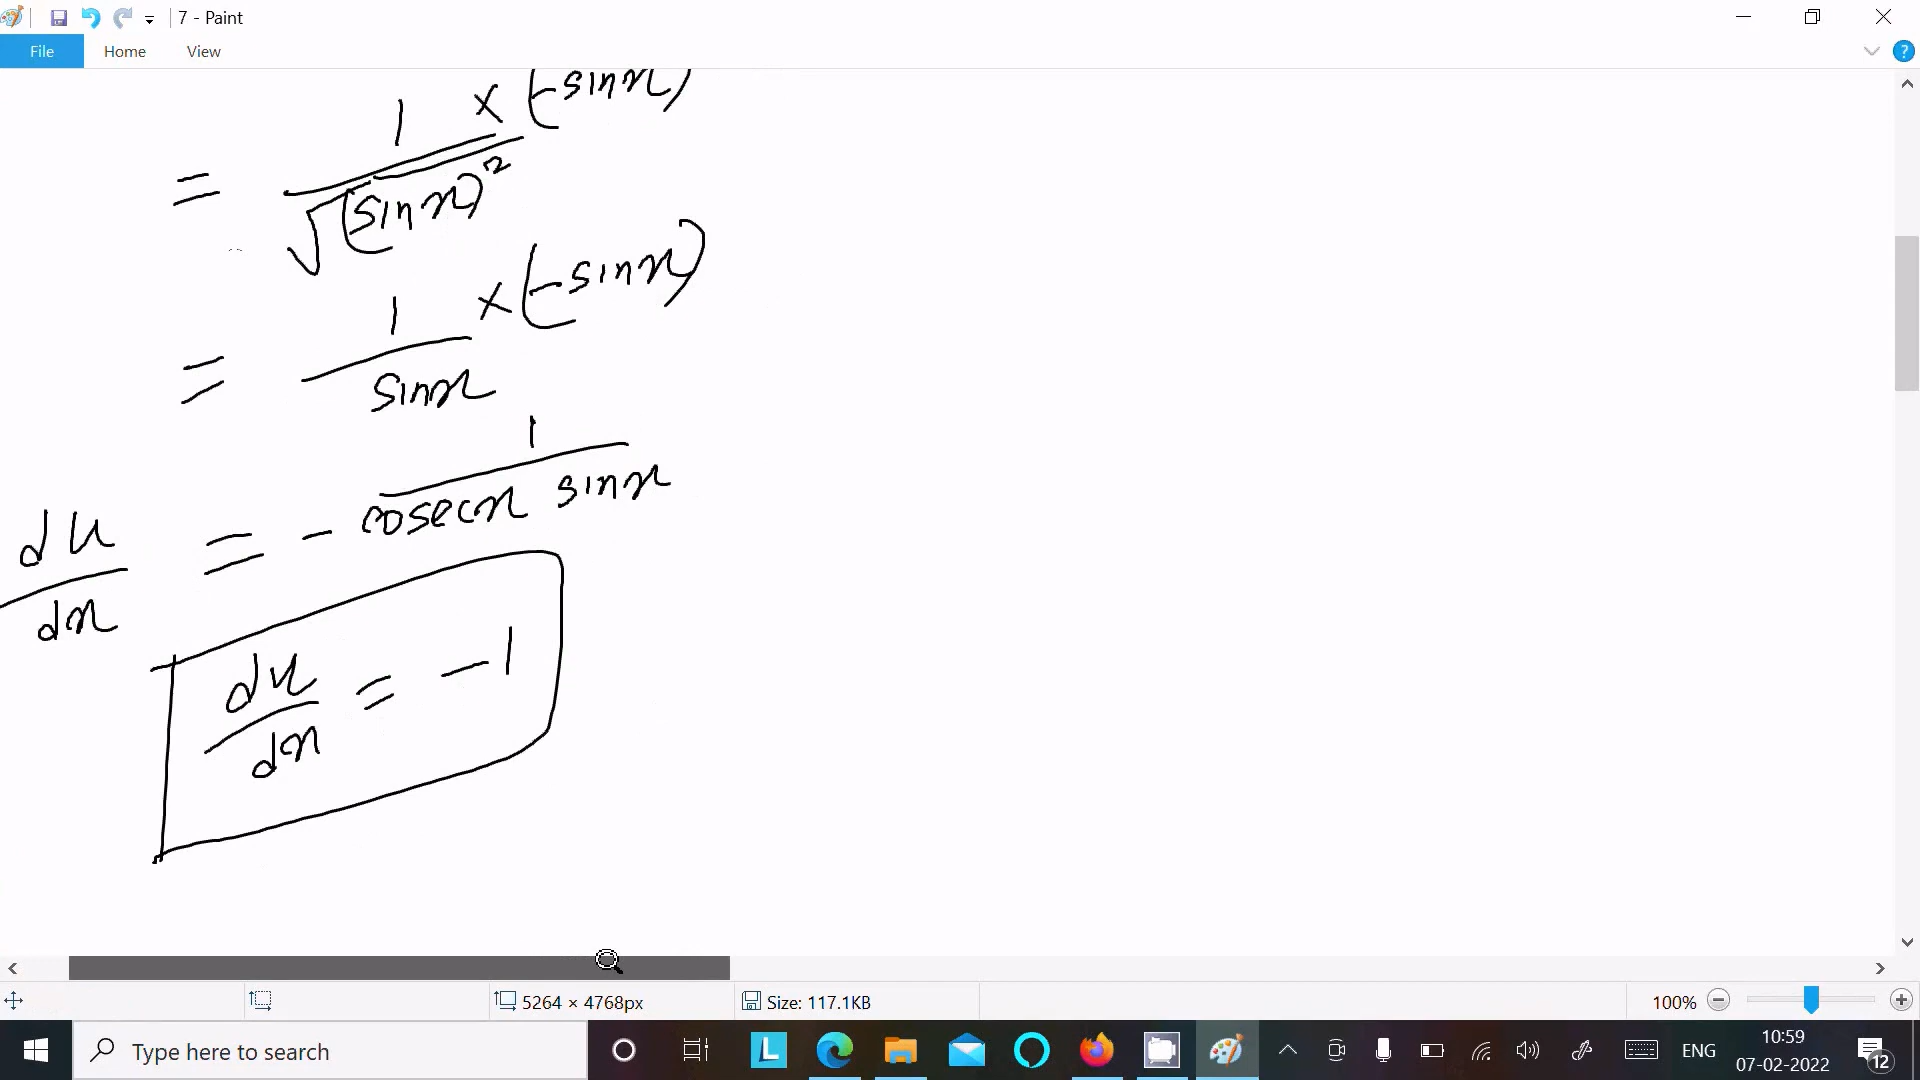 7 - Paint
File Home View
= 1/√(sinx)² × (-sinx)
= 1/sinx × (-sinx)
du/dx = - 1/cosecx sinx
du/dx = -1
5264 × 4768px Size: 117.1KB 100%
Type here to search ENG 10:59
07-02-2022 12